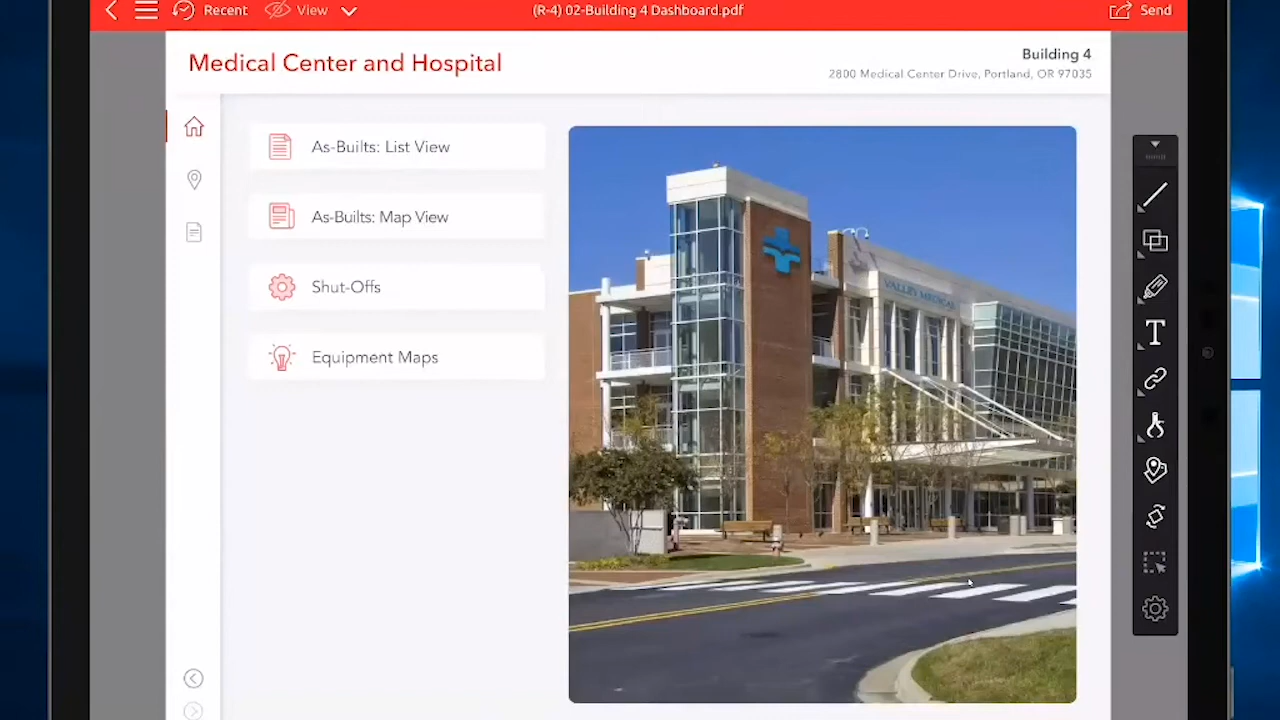 Recent
View
(R-4) 02-Building 4 Dashboard.pdf
Send
Medical Center and Hospital
Building 4
2800 Medical Center Drive, Portland, OR 97035
As-Builts: List View
As-Builts: Map View
Shut-Offs
Equipment Maps
VALLEY MEDICAL
T